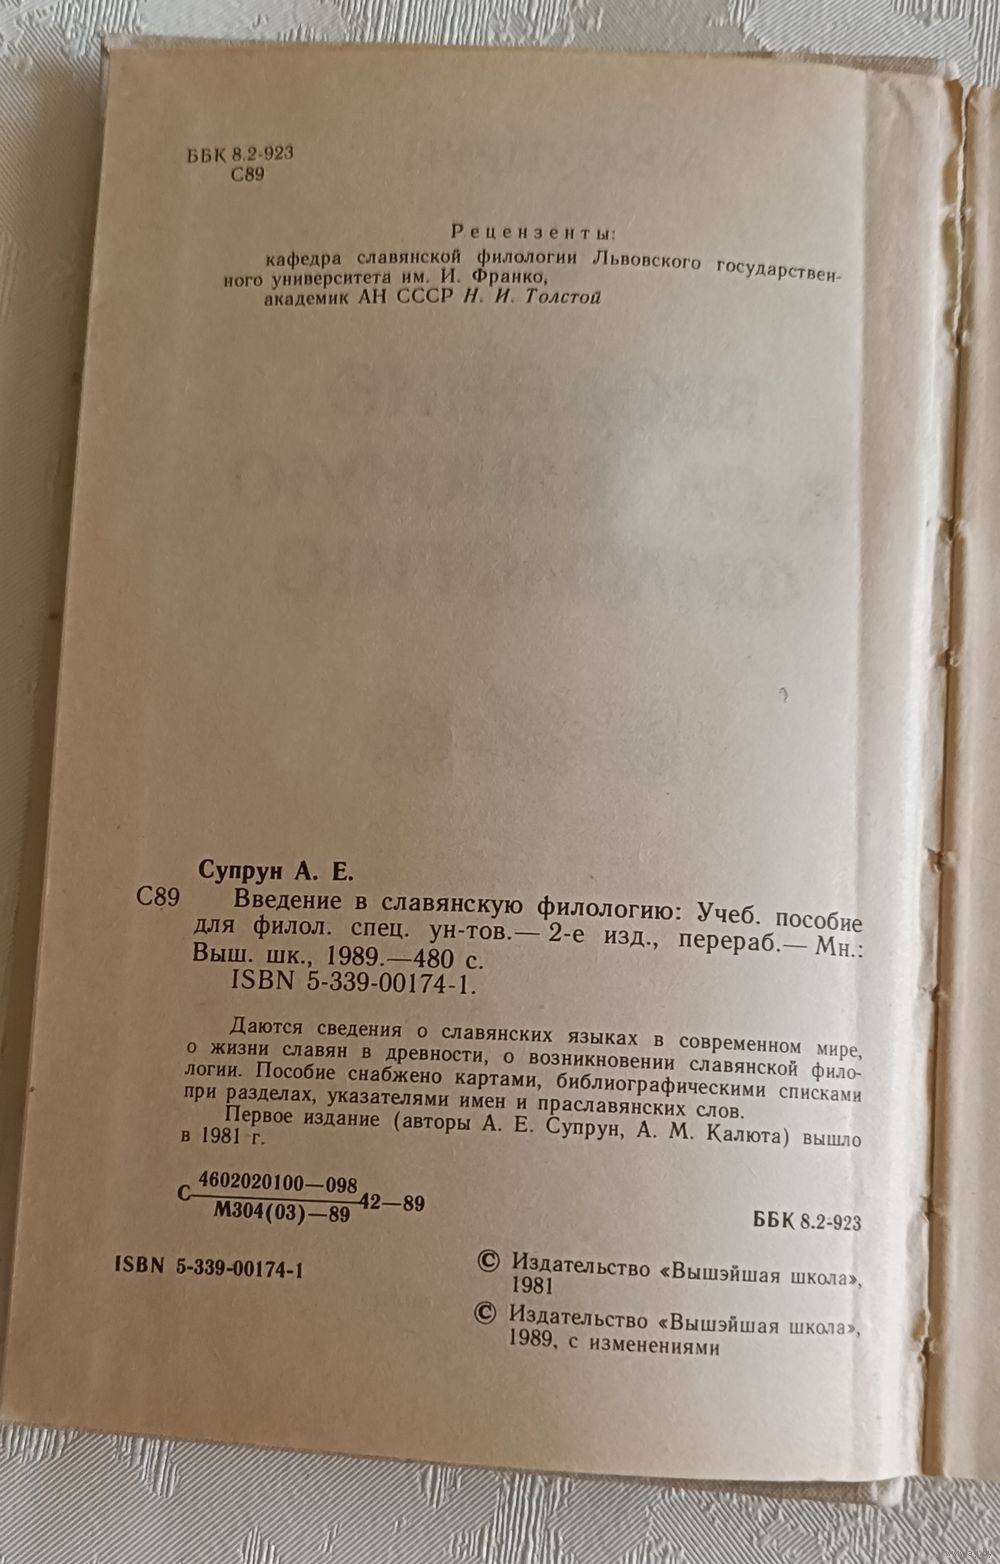 ББК 8.2-923
С89
Рецензенты:
кафедра славянской филологии Львовского государствен-
ного университета им. И. Франко,
академик АН СССР Н. И. Толстой
Супрун А. Е.
С89 Введение в славянскую филологию: Учеб. пособие
для филол. спец. ун-тов.— 2-е изд., перераб.— Мн.:
Выш. шк., 1989.—480 с.
ISBN 5-339-00174-1.
Даются сведения о славянских языках в современном мире,
о жизни славян в древности, о возникновении славянской фило-
логии. Пособие снабжено картами, библиографическими списками
при разделах, указателями имен и праславянских слов.
Первое издание (авторы А. Е. Супрун, А. М. Калюта) вышло
в 1981 г.
С 4602020100—098
М304(03)—89 42—89
ББК 8.2-923
ISBN 5-339-00174-1
© Издательство «Вышэйшая школа»,
1981
© Издательство «Вышэйшая школа»,
1989, с изменениями